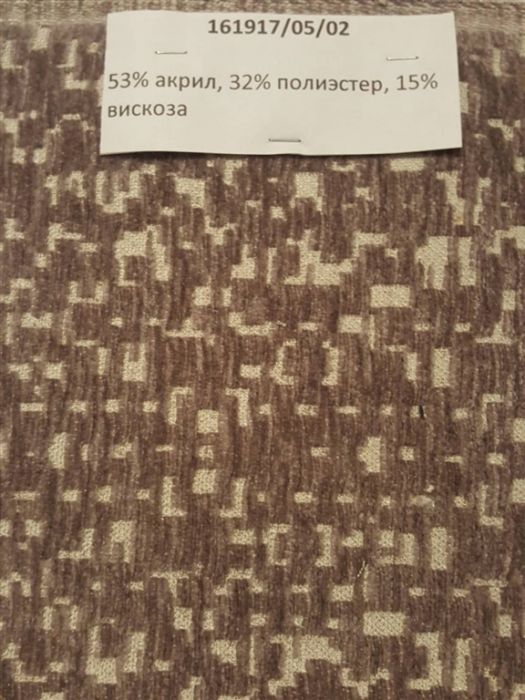 161917/05/02
53% акрил, 32% полиэстер, 15%
вискоза